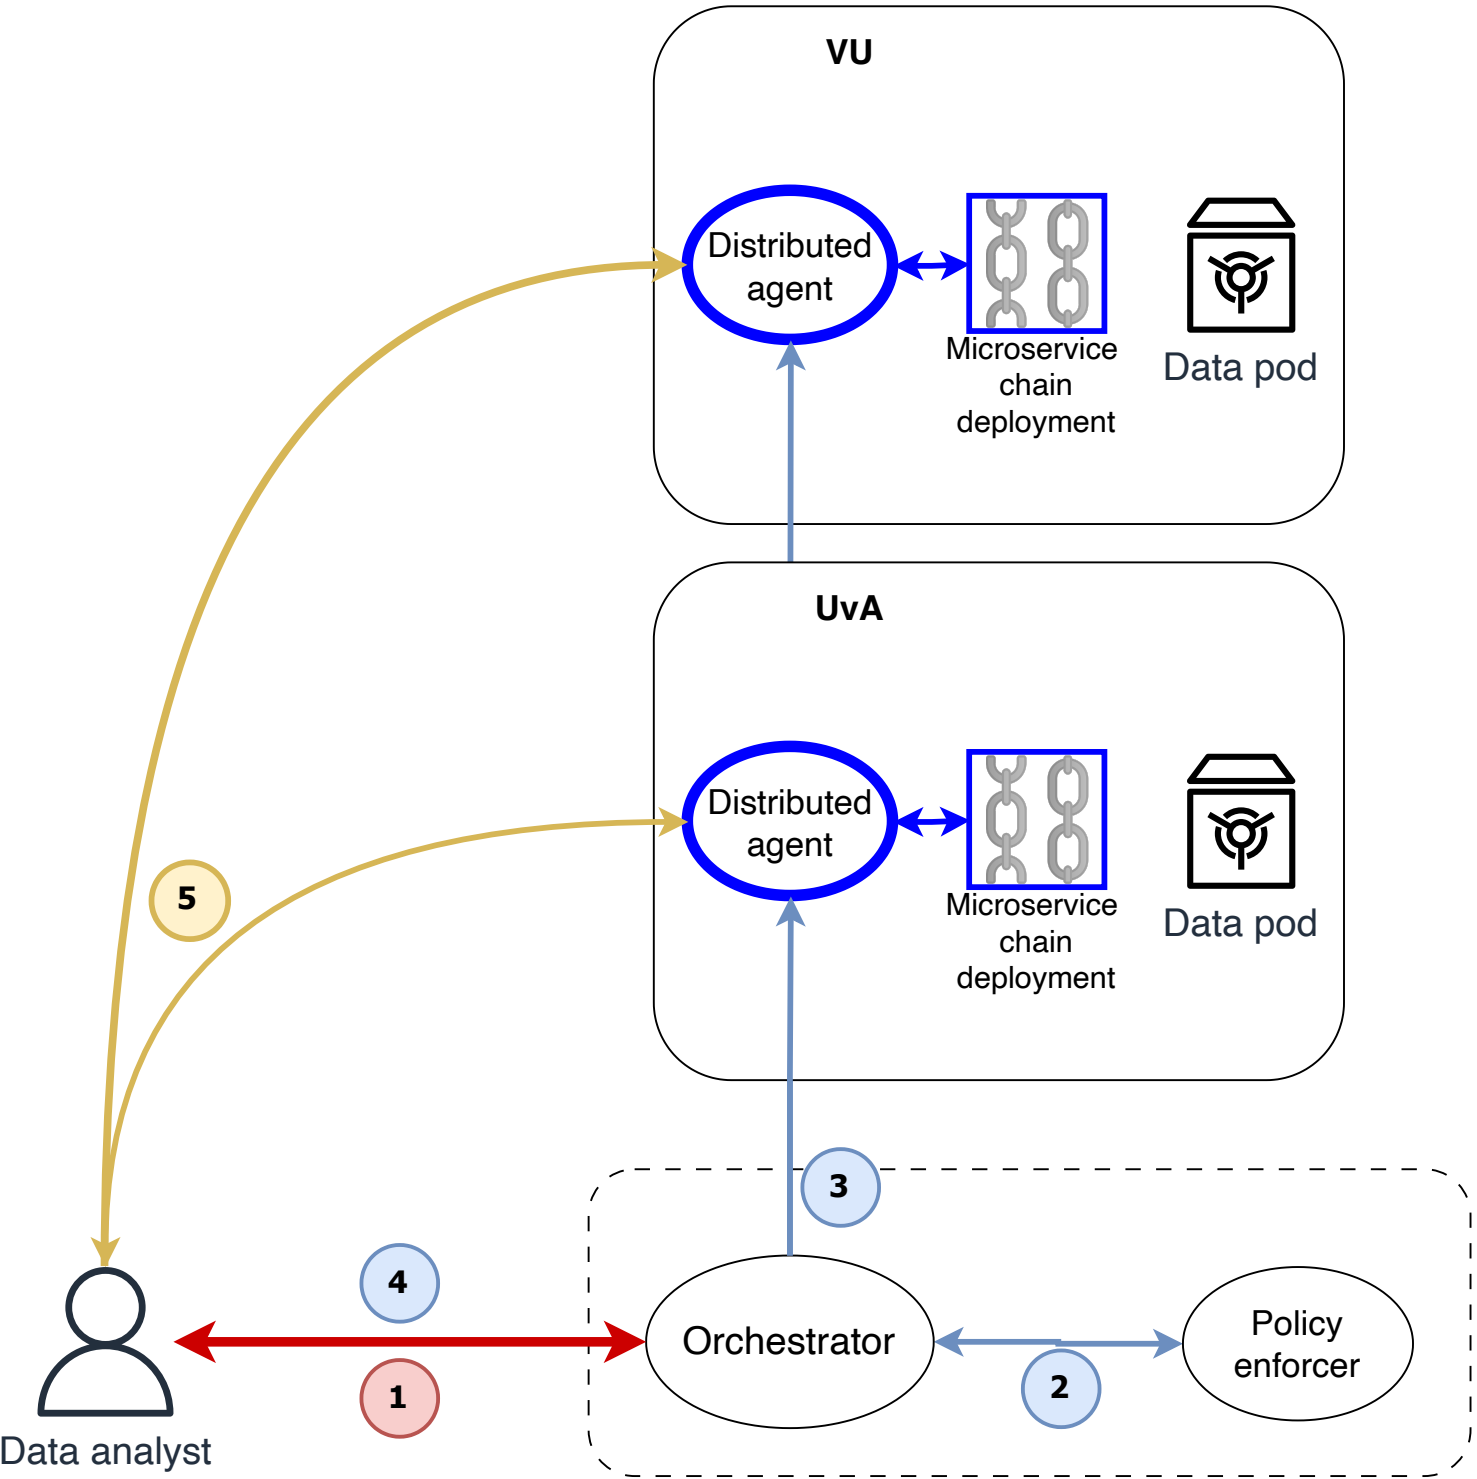 VU
Distributed
agent
Microservice
chain
deployment
Data pod
UvA
Distributed
agent
Microservice
chain
deployment
Data pod
5
3
4
1
2
Orchestrator
Policy
enforcer
Data analyst